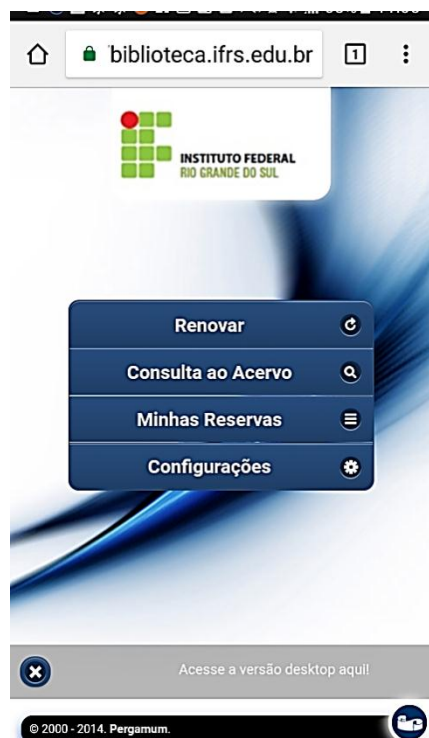 biblioteca.ifrs.edu.br
1
INSTITUTO FEDERAL
RIO GRANDE DO SUL
Renovar
Consulta ao Acervo
Minhas Reservas
Configurações
Acesse a versão desktop aqui!
© 2000 - 2014. Pergamum.